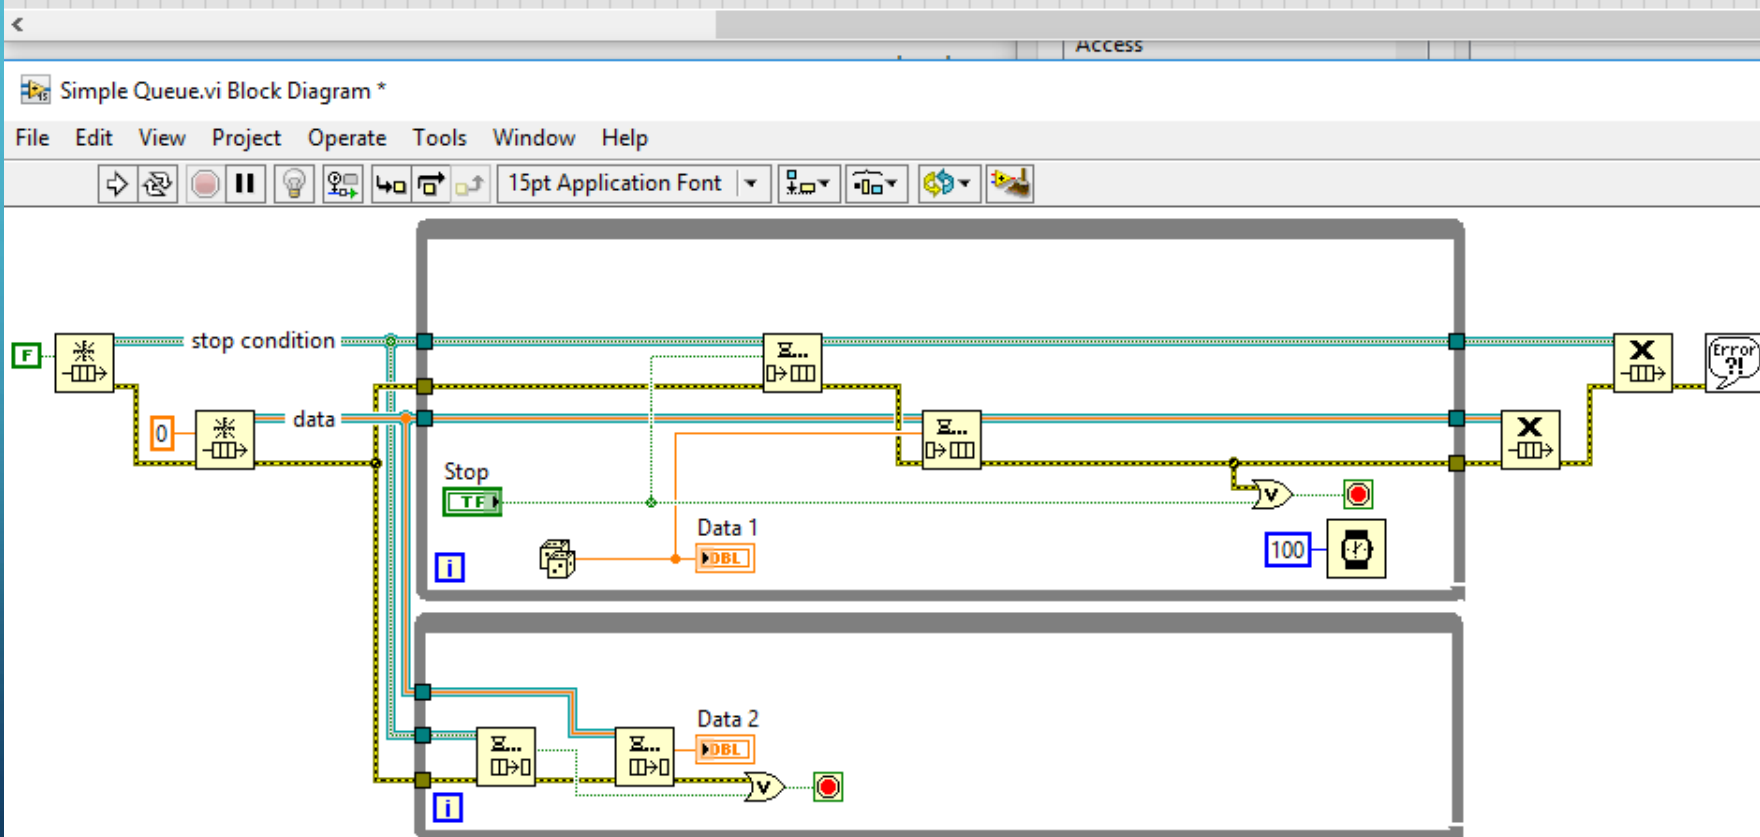 Access
Simple Queue.vi Block Diagram *
File Edit View Project Operate Tools Window Help
15pt Application Font
stop condition
F
Error
?!
data
0
Stop
TF
Data 1
DBL
100
i
Data 2
DBL
i